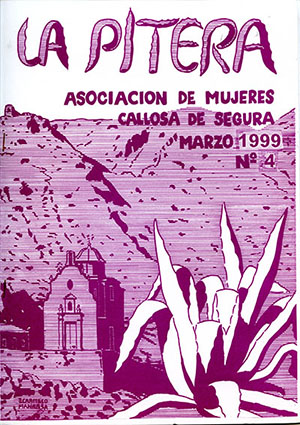 LA PITERA
ASOCIACION DE MUJERES
CALLOSA DE SEGURA
MARZO 1999
Nº 4